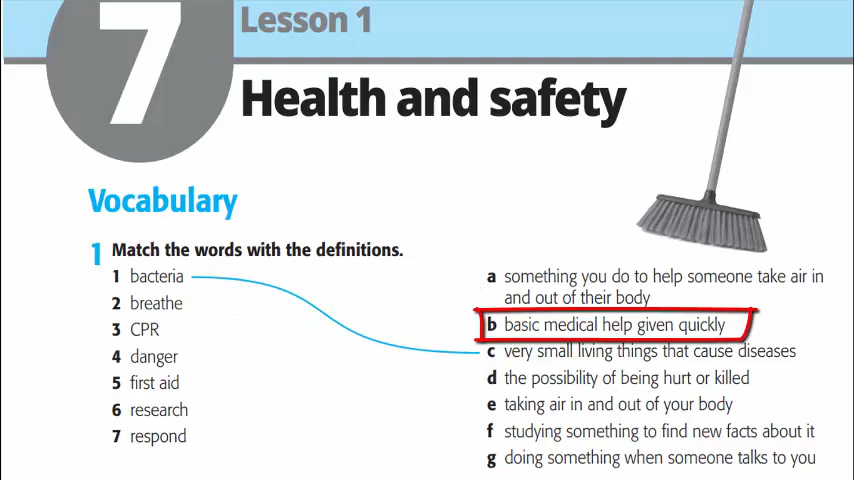 7
Lesson 1
Health and safety
Vocabulary
1 Match the words with the definitions.
1 bacteria
2 breathe
3 CPR
4 danger
5 first aid
6 research
7 respond
a something you do to help someone take air in
and out of their body
b basic medical help given quickly
c very small living things that cause diseases
d the possibility of being hurt or killed
e taking air in and out of your body
f studying something to find new facts about it
g doing something when someone talks to you